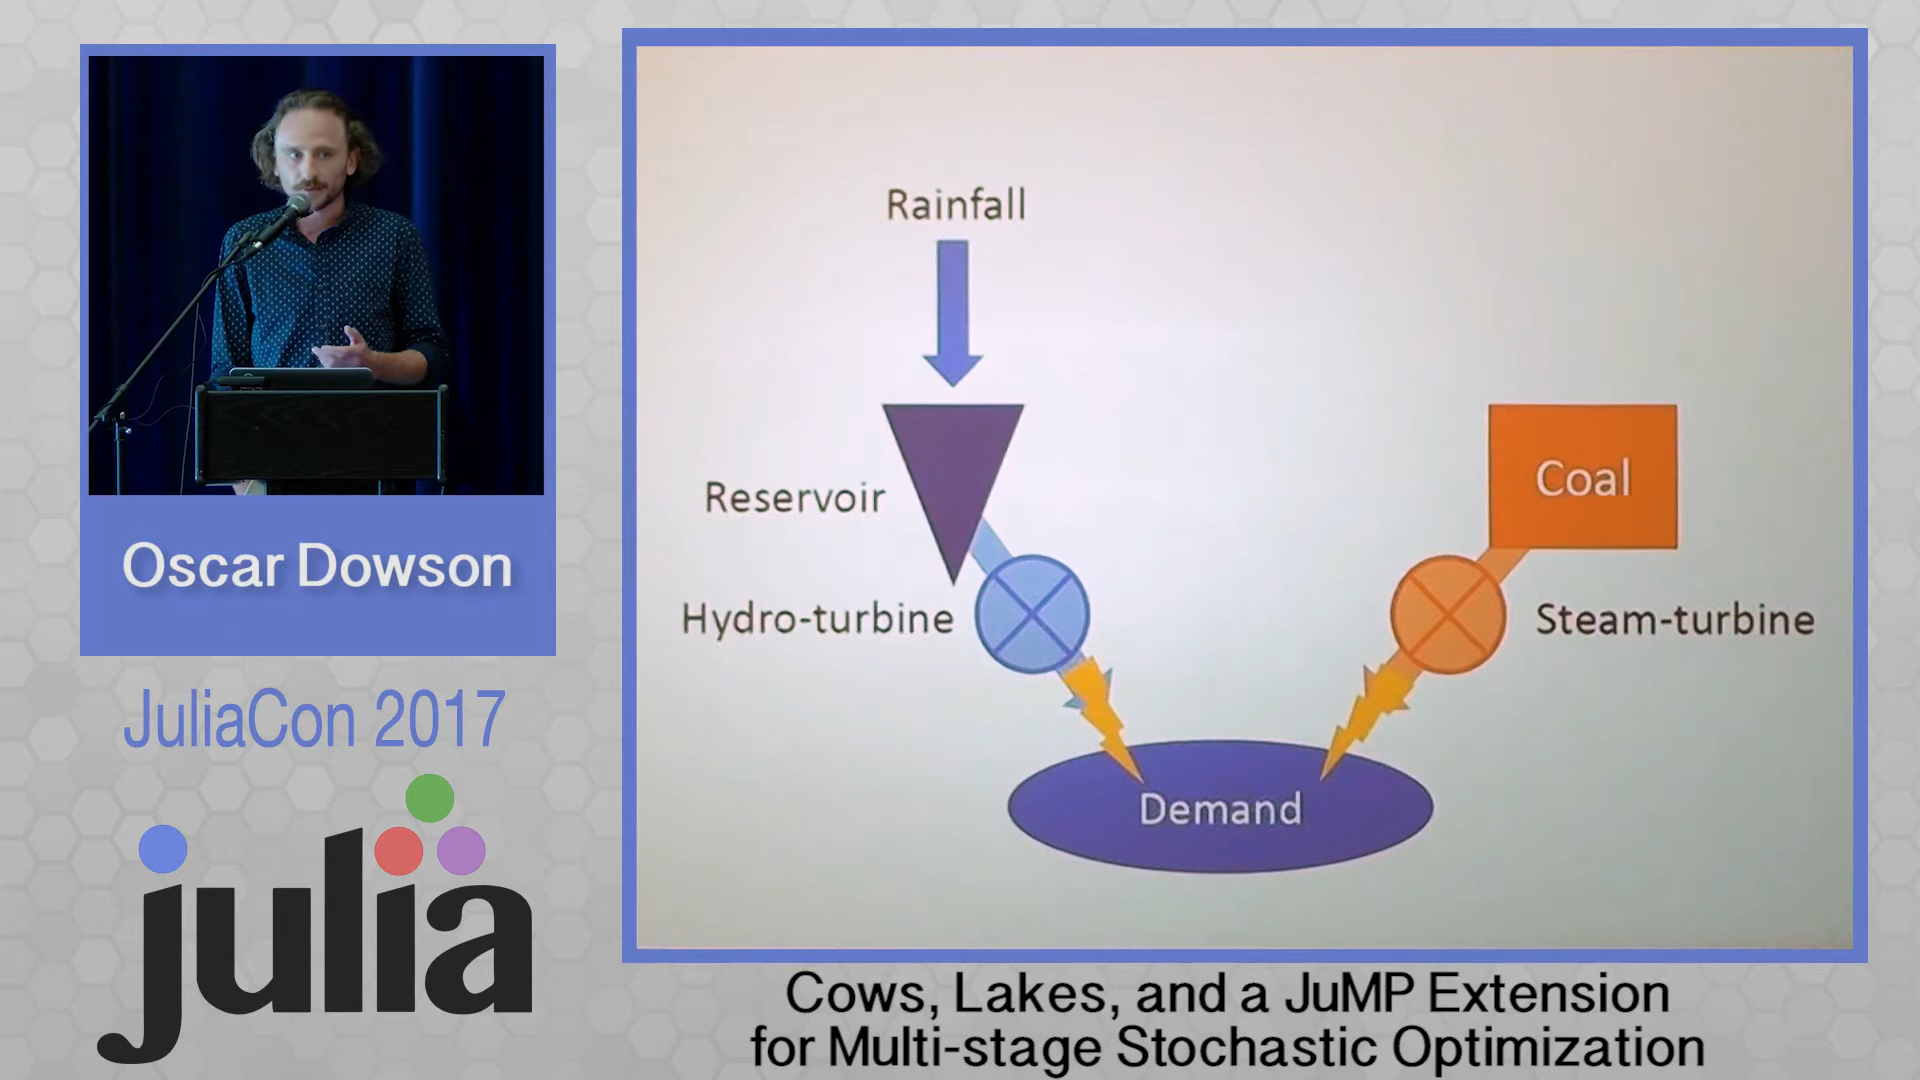 Oscar Dowson
JuliaCon 2017
julia
Rainfall
Reservoir
Hydro-turbine
Coal
Steam-turbine
Demand
Cows, Lakes, and a JuMP Extension
for Multi-stage Stochastic Optimization